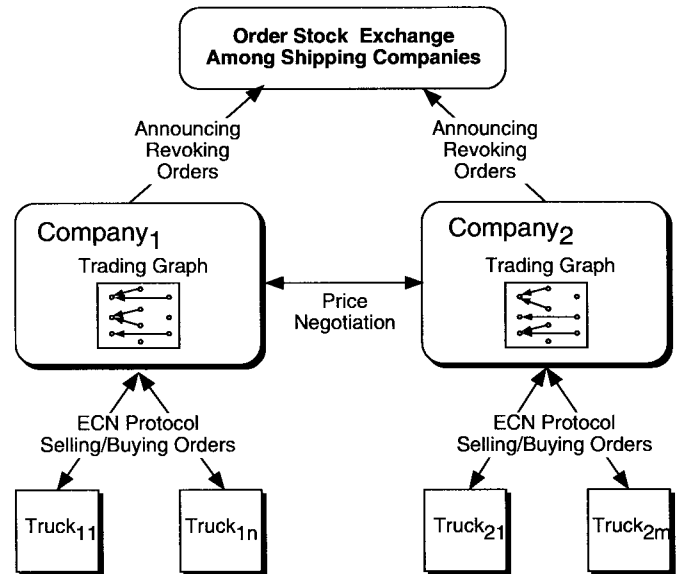 Order Stock Exchange
Among Shipping Companies
Announcing
Revoking
Orders
Announcing
Revoking
Orders
Company1
Trading Graph
Company2
Trading Graph
Price
Negotiation
ECN Protocol
Selling/Buying Orders
ECN Protocol
Selling/Buying Orders
Truck11
Truck1n
Truck21
Truck2m